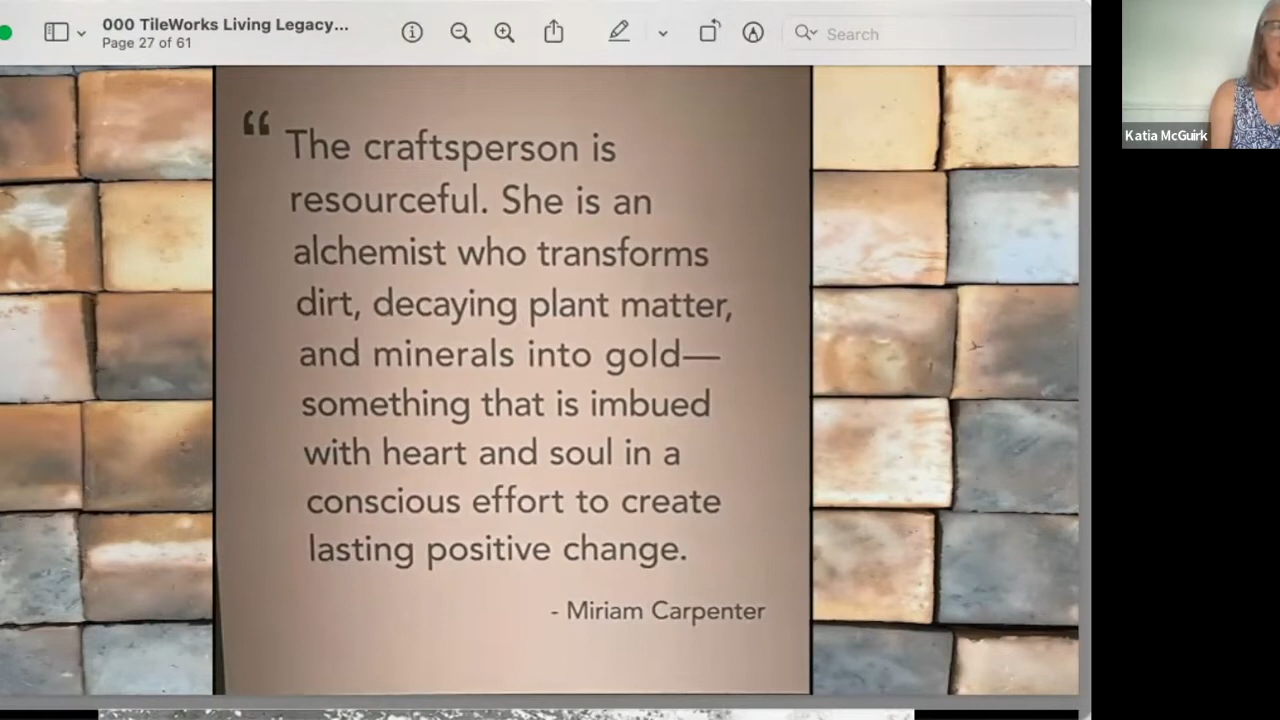 000 TileWorks Living Legacy...
Page 27 of 61
Search
Katia McGuirk
“ The craftsperson is
resourceful. She is an
alchemist who transforms
dirt, decaying plant matter,
and minerals into gold—
something that is imbued
with heart and soul in a
conscious effort to create
lasting positive change.
- Miriam Carpenter